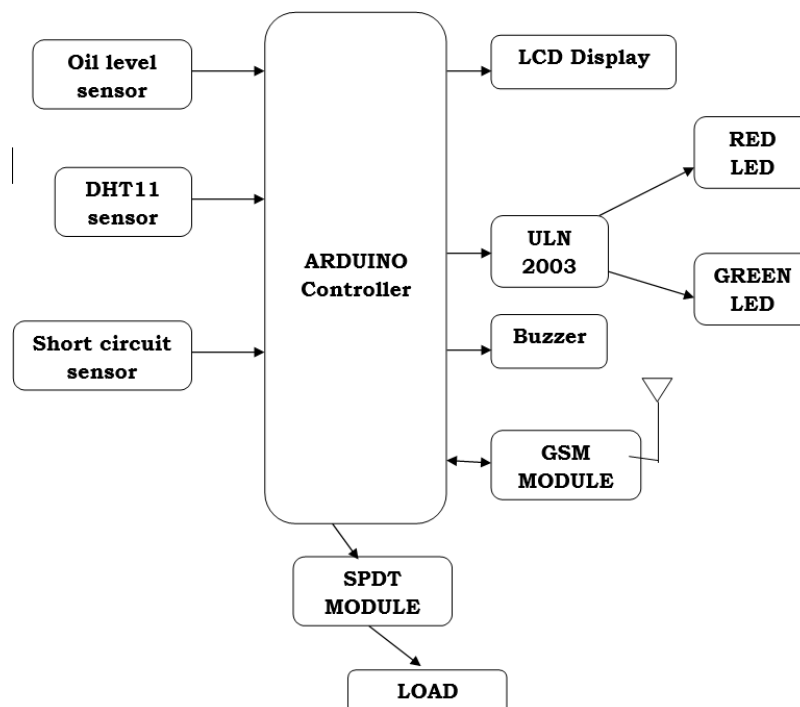 Oil level
sensor
DHT11
sensor
Short circuit
sensor
ARDUINO
Controller
LCD Display
ULN
2003
RED
LED
GREEN
LED
Buzzer
GSM
MODULE
SPDT
MODULE
LOAD